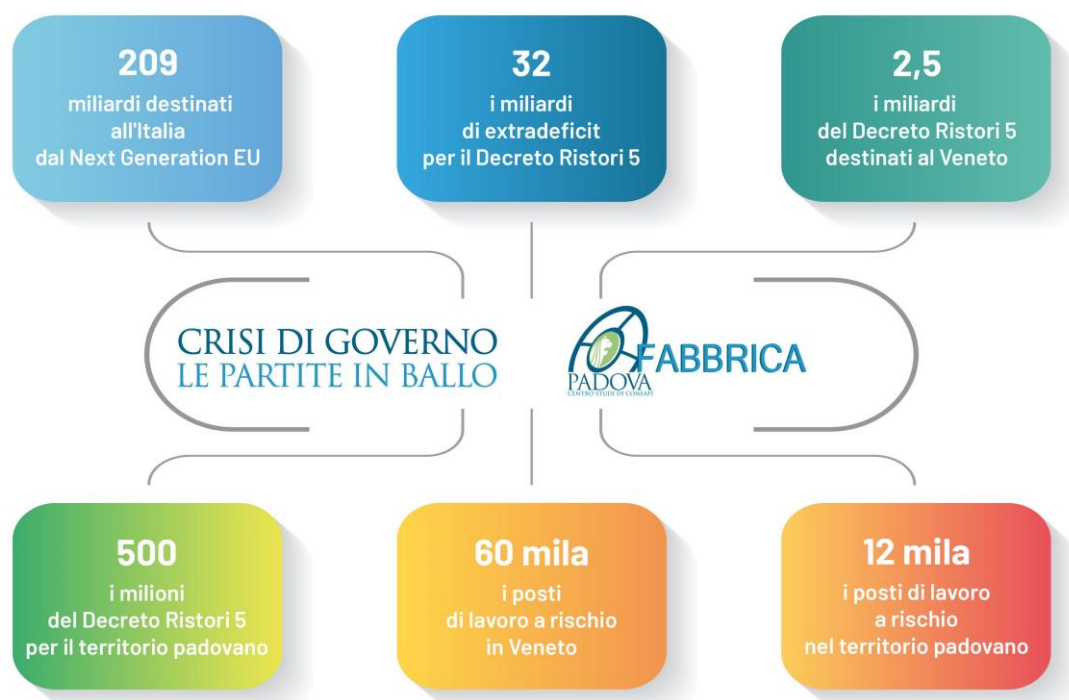 209
miliardi destinati
all'Italia
dal Next Generation EU
32
i miliardi
di extradeficit
per il Decreto Ristori 5
2,5
i miliardi
del Decreto Ristori 5
destinati al Veneto
CRISI DI GOVERNO
LE PARTITE IN BALLO
FABBRICA
PADOVA
CENTRO STUDI DI CONFAPI
500
i milioni
del Decreto Ristori 5
per il territorio padovano
60 mila
i posti
di lavoro a rischio
in Veneto
12 mila
i posti di lavoro
a rischio
nel territorio padovano